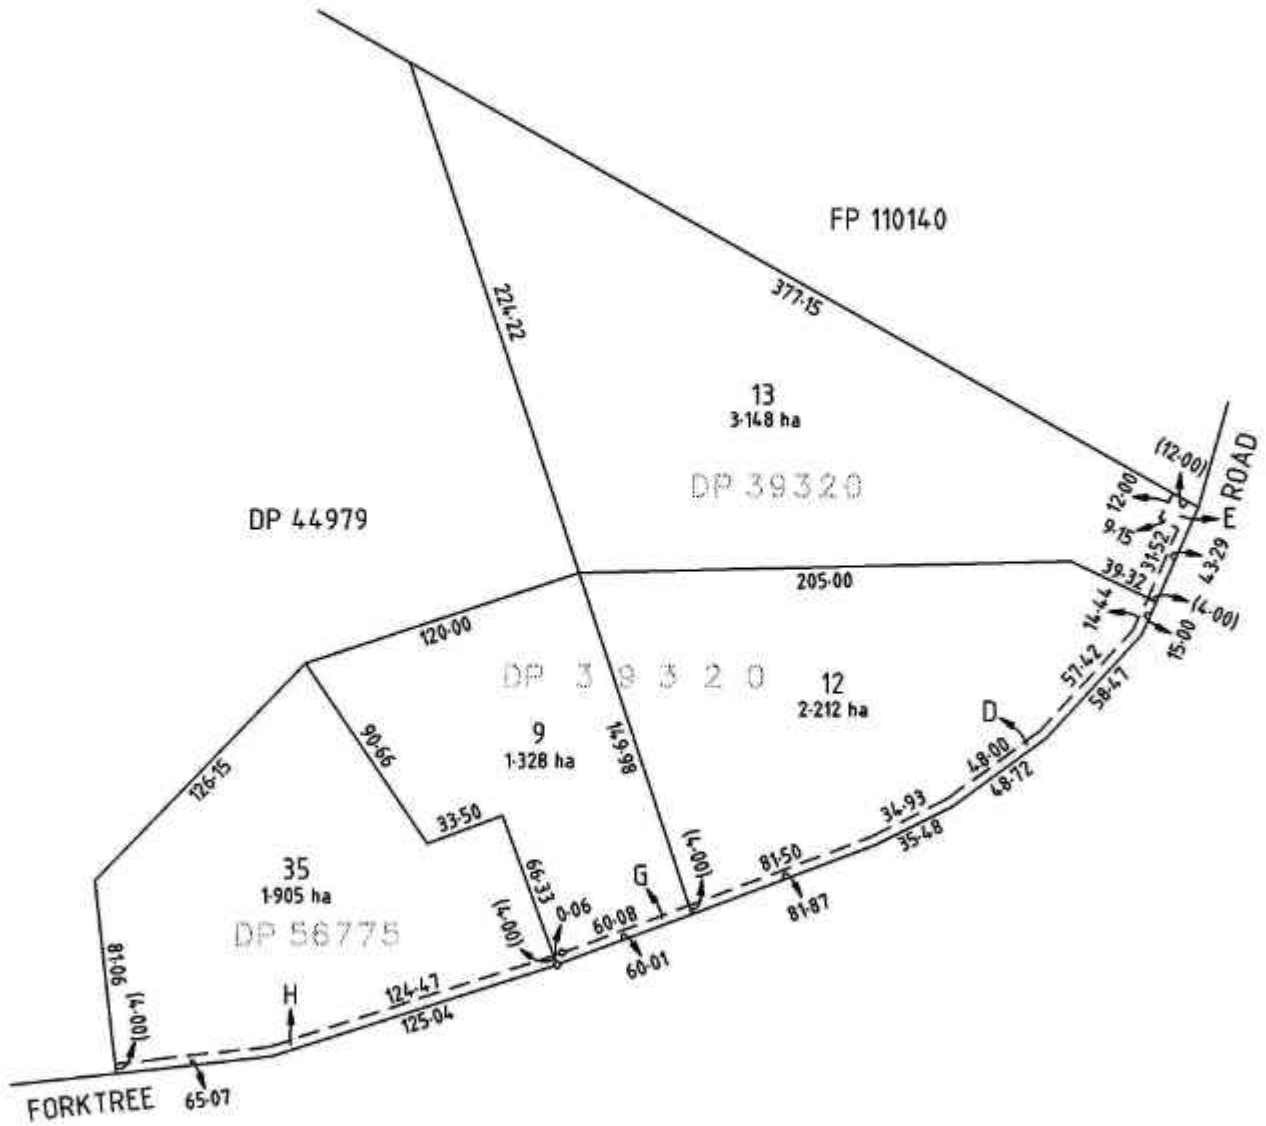 FP 110140
377·15
224·22
13
3·148 ha
(12·00)
ROAD
DP 39320
12·00
E
9·15
31·52
43·29
DP 44979
39·32
205·00
(4·00)
14·44
15·00
120·00
57·42
58·47
DP 39320
12
2·212 ha
D
90·66
9
1·328 ha
149·98
48·00
48·72
126·15
34·93
35·48
33·50
(4·00)
81·50
81·87
35
1·905 ha
66·33
G
0·06
60·08
60·01
(4·00)
DP 56775
81·06
(4·00)
H
124·47
125·04
65·07
FORKTREE